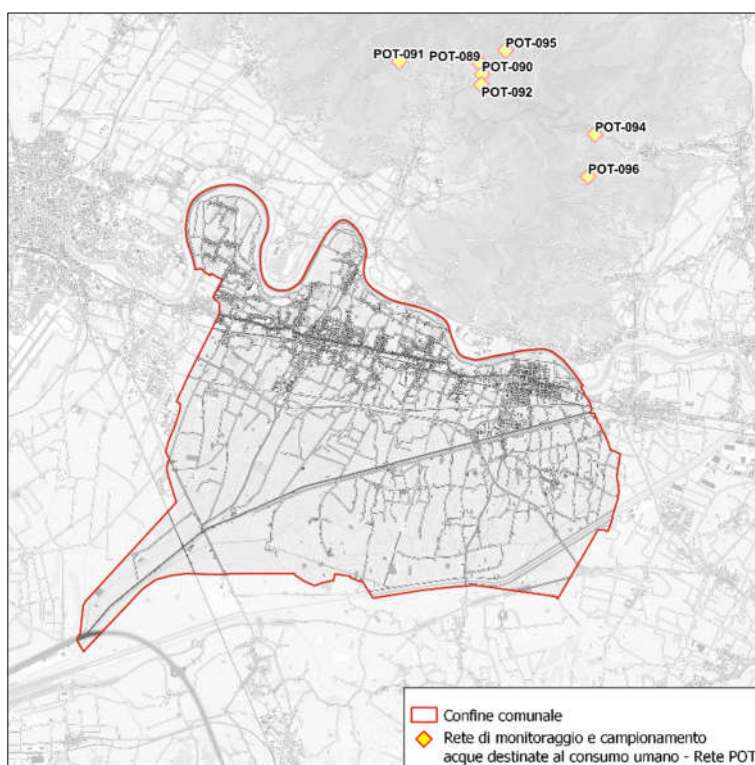 POT-095
POT-091
POT-089
POT-090
POT-092
POT-094
POT-096
Confine comunale
Rete di monitoraggio e campionamento
acque destinate al consumo umano - Rete POT